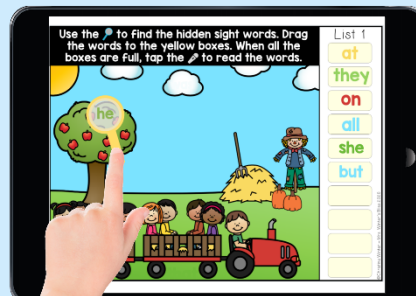 Use the to find the hidden sight words. Drag
the words to the yellow boxes. When all the
boxes are full, tap the to read the words.
he
List 1
at
they
on
all
she
but